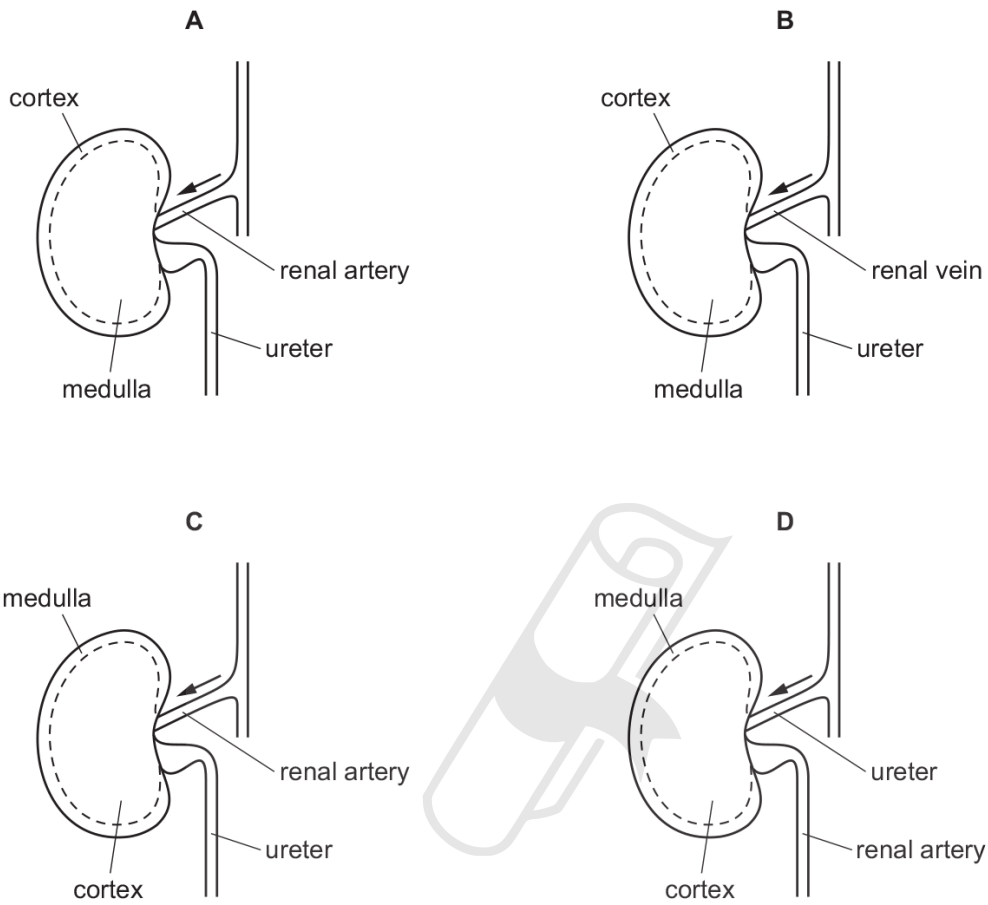 A
cortex
renal artery
ureter
medulla
B
cortex
renal vein
ureter
medulla
C
medulla
renal artery
ureter
cortex
D
medulla
ureter
renal artery
cortex